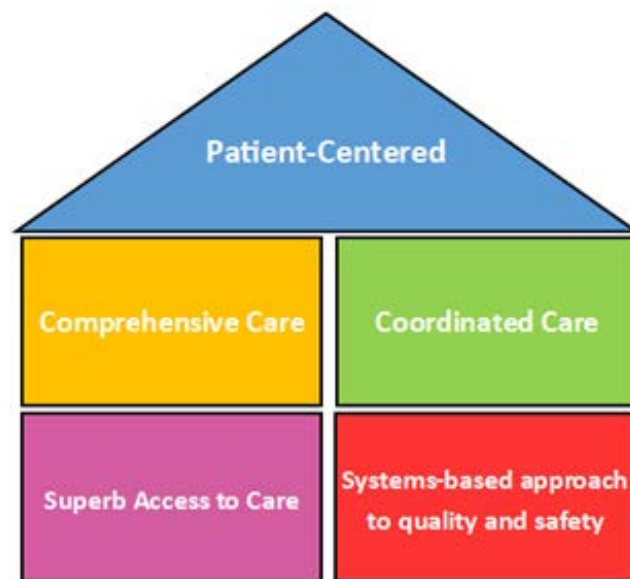 Patient-Centered
Comprehensive Care
Coordinated Care
Superb Access to Care
Systems-based approach
to quality and safety